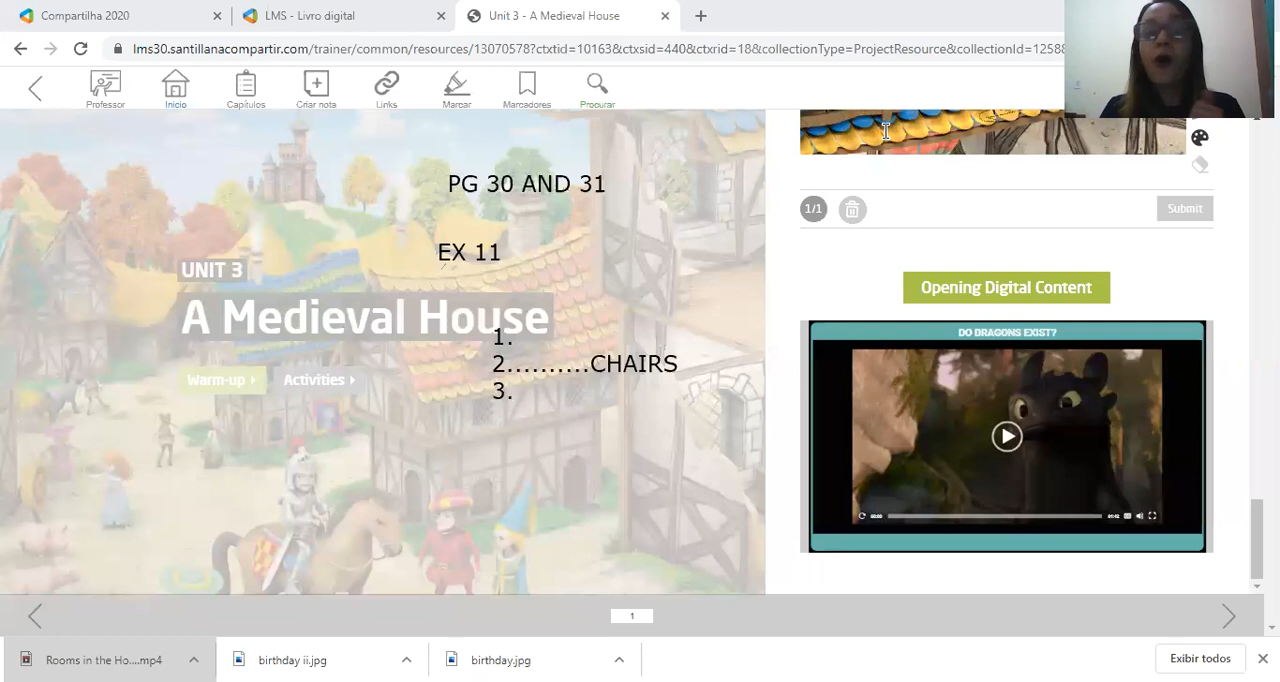 Compartilha 2020
LMS - Livro digital
Unit 3 - A Medieval House
lms30.santillanacompartir.com/trainer/common/resources/13070578?ctxtid=10163&ctxsid=440&ctxrid=18&collectionType=ProjectResource&collectionId=12588
Professor
Início
Capítulos
Criar nota
Links
Marcar
Marcadores
Procurar
PG 30 AND 31
EX 11
UNIT 3
A Medieval House
1.
2..........CHAIRS
3.
Warm-up
Activities
1/1
Submit
Opening Digital Content
DO DRAGONS EXIST?
00:00
1
Rooms in the Ho....mp4
birthday ii.jpg
birthday.jpg
Exibir todos